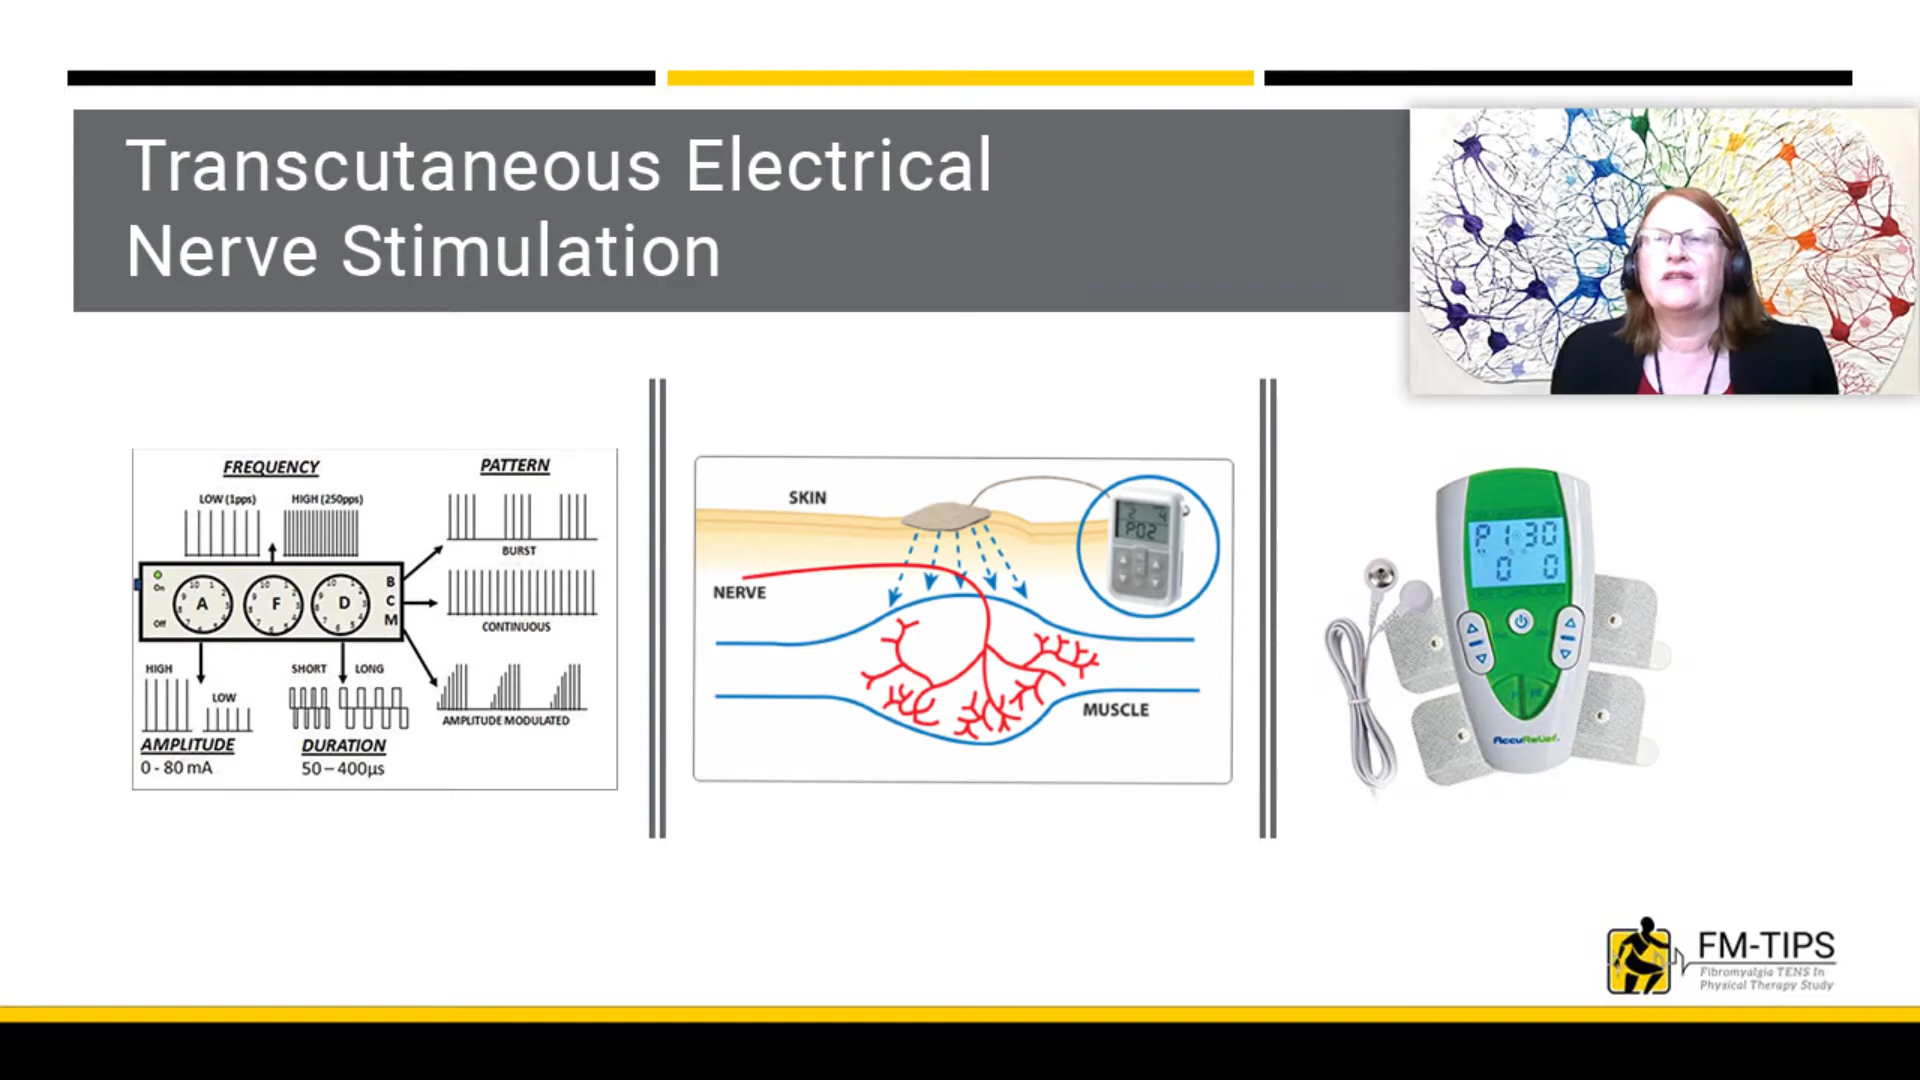 Transcutaneous Electrical
Nerve Stimulation
FREQUENCY
LOW (1pps) HIGH (250pps)
PATTERN
BURST
CONTINUOUS
AMPLITUDE MODULATED
On
Off
A F D
B
C
M
HIGH
LOW
SHORT LONG
AMPLITUDE
0 - 80 mA
DURATION
50 – 400µs
SKIN
NERVE
MUSCLE
P02
P1 30
0 0
AccuRelief
FM-TIPS
Fibromyalgia TENS In
Physical Therapy Study